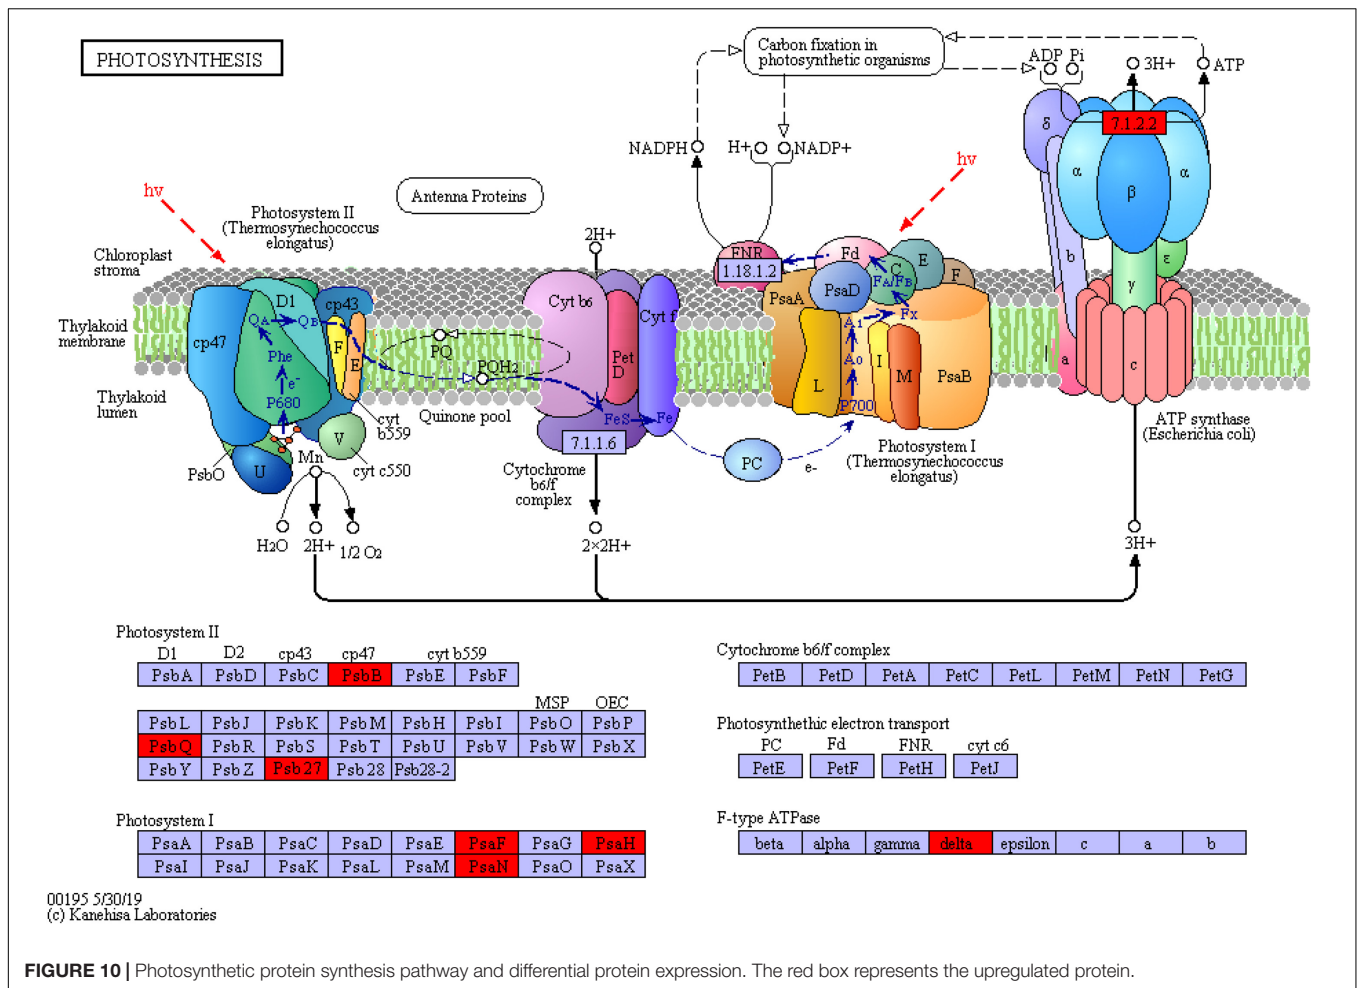 PHOTOSYNTHESIS
Carbon fixation in
photosynthetic organisms
ADP Pi
3H+
ATP
7.1.2.2
δ
α
β
α
NADPH
H+
NADP+
hν
hν
Antenna Proteins
Photosystem II
(Thermosynechococcus
elongatus)
2H+
Chloroplast
stroma
FNR
1.18.1.2
Fd
E
C
F
FA/FB
b
ε
γ
D1
cp43
Cyt b6
Cyt f
PsaA
PsaD
Fx
QA
QB
A1
Thylakoid
membrane
cp47
Phe
F
E
PQ
PQH2
Pet
D
A0
I
M
L
PsaB
a
c
e-
P680
Thylakoid
lumen
Quinone pool
cyt
b559
FeS
Fe
P700
ATP synthase
(Escherichia coli)
V
7.1.1.6
PsbO
U
Mn
cyt c550
Cytochrome
b6/f
complex
PC
e-
Photosystem I
(Thermosynechococcus
elongatus)
H2O
2H+
1/2 O2
2×2H+
3H+
Photosystem II
D1 D2 cp43 cp47 cyt b559
PsbA PsbD PsbC PsbB PsbE PsbF
MSP OEC
PsbL PsbJ PsbK PsbM PsbH PsbI PsbO PsbP
PsbQ PsbR PsbS PsbT PsbU PsbV PsbW PsbX
PsbY PsbZ Psb27 Psb28 Psb28-2
Photosystem I
PsaA PsaB PsaC PsaD PsaE PsaF PsaG PsaH
PsaI PsaJ PsaK PsaL PsaM PsaN PsaO PsaX
Cytochrome b6/f complex
PetB PetD PetA PetC PetL PetM PetN PetG
Photosynthethic electron transport
PC Fd FNR cyt c6
PetE PetF PetH PetJ
F-type ATPase
beta alpha gamma delta epsilon c a b
00195 5/30/19
(c) Kanehisa Laboratories
FIGURE 10 | Photosynthetic protein synthesis pathway and differential protein expression. The red box represents the upregulated protein.